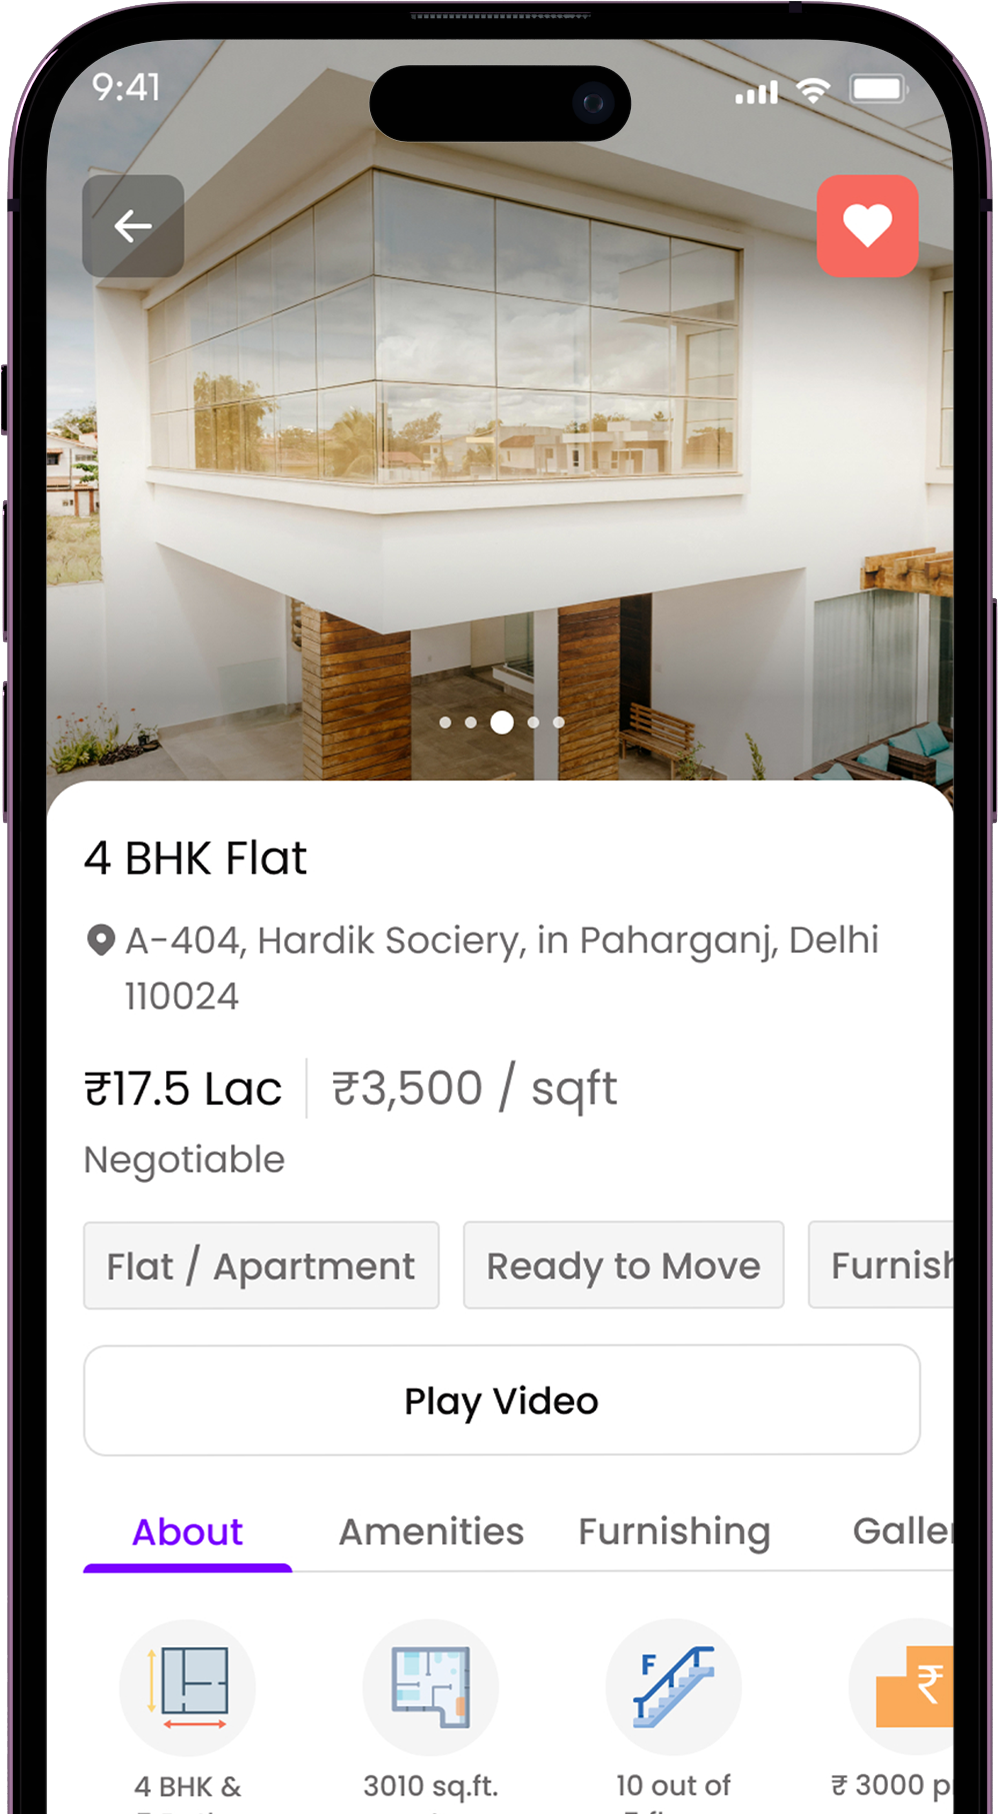 9:41
4 BHK Flat
A-404, Hardik Sociery, in Paharganj, Delhi
110024
₹17.5 Lac
₹3,500 / sqft
Negotiable
Flat / Apartment
Ready to Move
Play Video
About
Amenities
Furnishing
F
₹
4 BHK &
3010 sq.ft.
10 out of
₹ 3000